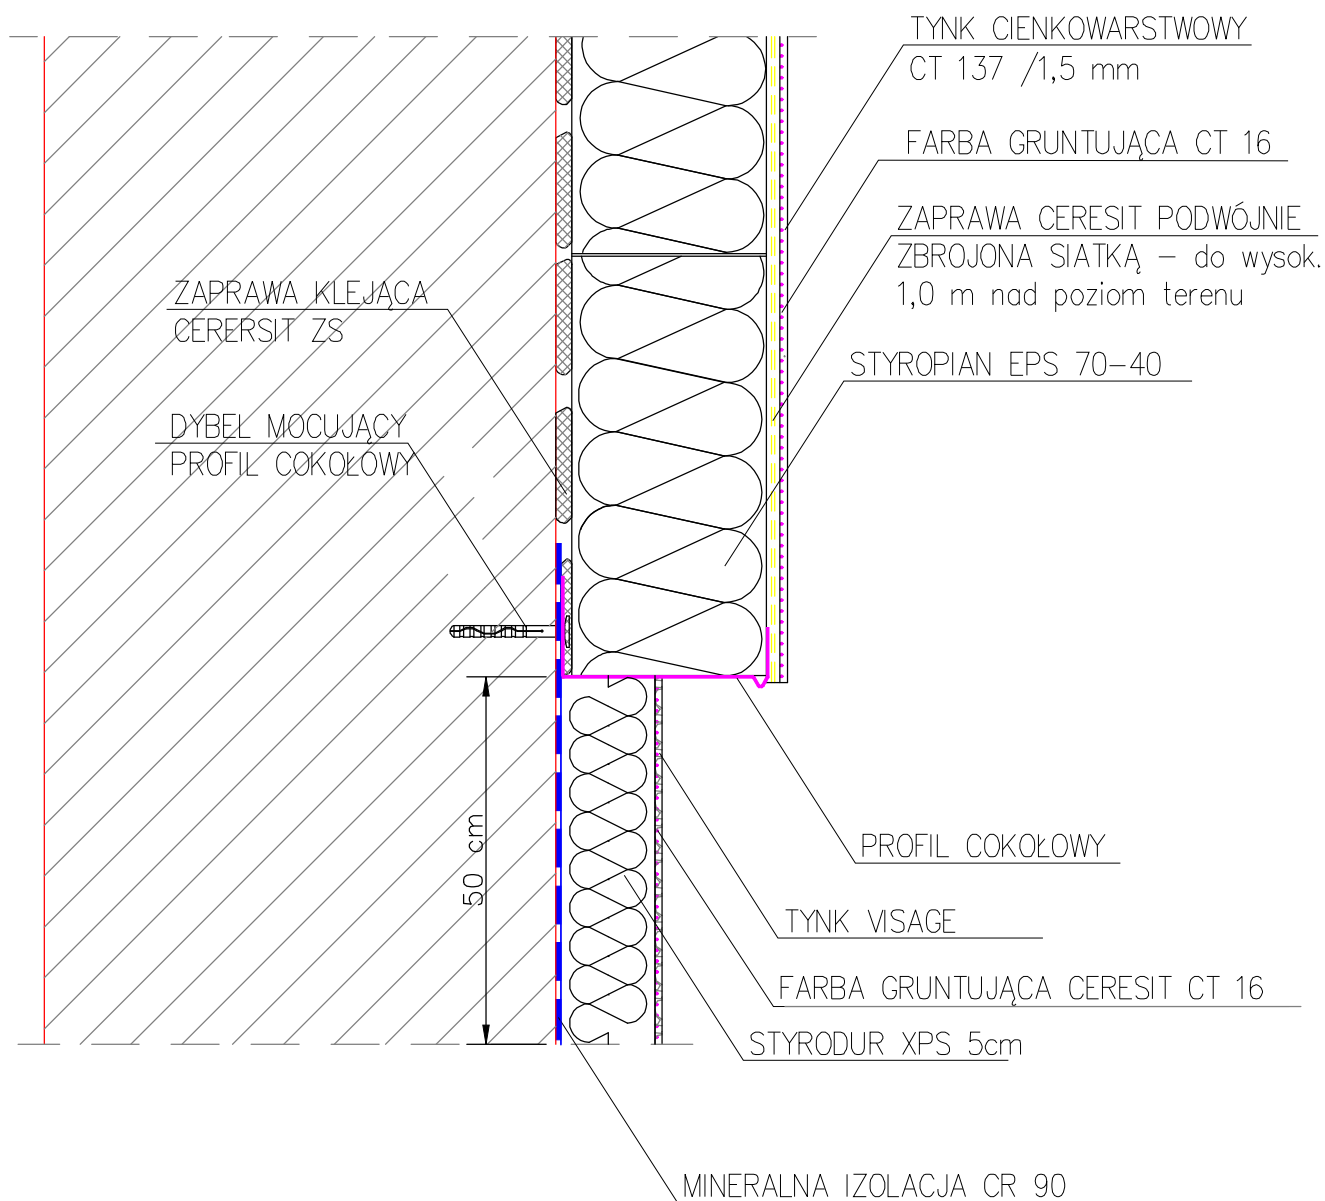 TYNK CIENKOWARSTWOWY
CT 137 /1,5 mm
FARBA GRUNTUJĄCA CT 16
ZAPRAWA CERESIT PODWÓJNIE
ZBROJONA SIATKĄ – do wysok.
1,0 m nad poziom terenu
ZAPRAWA KLEJĄCA
CERERSIT ZS
STYROPIAN EPS 70–40
DYBEL MOCUJĄCY
PROFIL COKOŁOWY
50 cm
PROFIL COKOŁOWY
TYNK VISAGE
FARBA GRUNTUJĄCA CERESIT CT 16
STYRODUR XPS 5cm
MINERALNA IZOLACJA CR 90